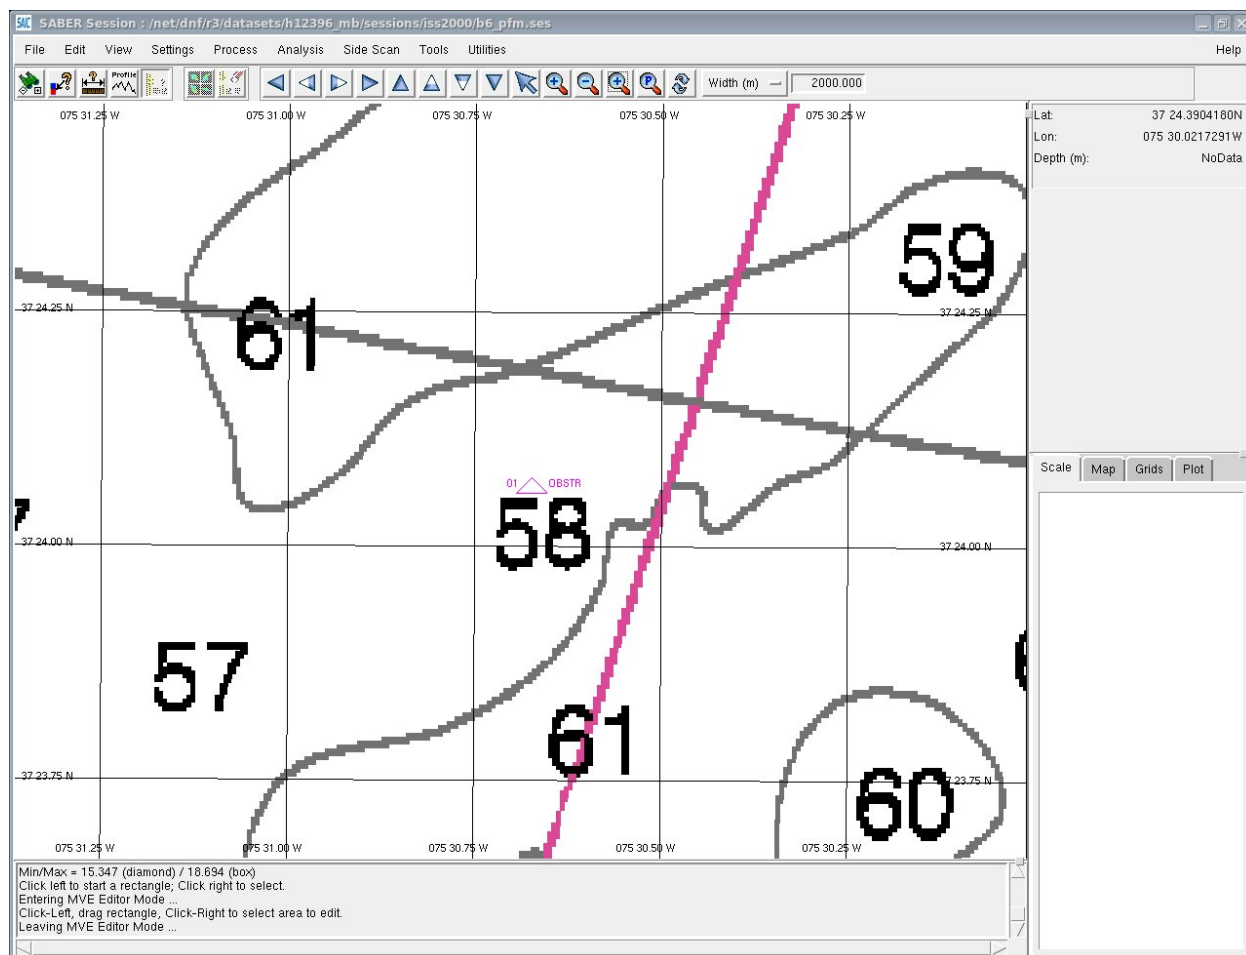 SAIC SABER Session : /net/dnf/r3/datasets/h12396_mb/sessions/iss2000/b6_pfm.ses
File Edit View Settings Process Analysis Side Scan Tools Utilities Help
Profile Width (m) 2000.000
075 31.25 W 075 31.00 W 075 30.75 W 075 30.50 W 075 30.25 W
Lat: 37 24.3904180N
Lon: 075 30.0217291W
Depth (m): NoData
59
37 24.25 N 37 24.25 N
61
Scale Map Grids Plot
01 OBSTR
58
37 24.00 N 37 24.00 N
57
61
37 23.75 N 37 23.75 N
60
075 31.25 W 075 31.00 W 075 30.75 W 075 30.50 W 075 30.25 W
Min/Max = 15.347 (diamond) / 18.694 (box)
Click left to start a rectangle; Click right to select.
Entering MVE Editor Mode ...
Click-Left, drag rectangle, Click-Right to select area to edit.
Leaving MVE Editor Mode ...